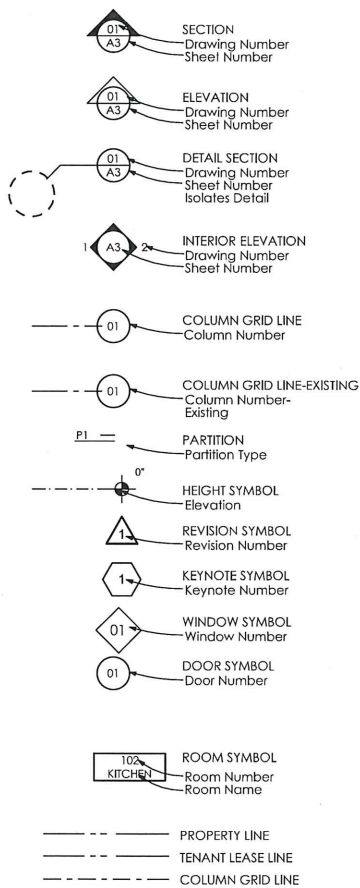 01
A3
SECTION
Drawing Number
Sheet Number
01
A3
ELEVATION
Drawing Number
Sheet Number
01
A3
DETAIL SECTION
Drawing Number
Sheet Number
Isolates Detail
1 A3 2
INTERIOR ELEVATION
Drawing Number
Sheet Number
01
COLUMN GRID LINE
Column Number
01
COLUMN GRID LINE-EXISTING
Column Number-
Existing
P1
PARTITION
Partition Type
0"
HEIGHT SYMBOL
Elevation
1
REVISION SYMBOL
Revision Number
1
KEYNOTE SYMBOL
Keynote Number
01
WINDOW SYMBOL
Window Number
01
DOOR SYMBOL
Door Number
102
KITCHEN
ROOM SYMBOL
Room Number
Room Name
PROPERTY LINE
TENANT LEASE LINE
COLUMN GRID LINE